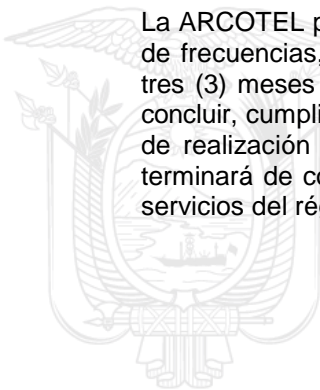 La ARCOTEL p
de frecuencias,
tres (3) meses
concluir, cumpli
de realización
terminará de co
servicios del ré